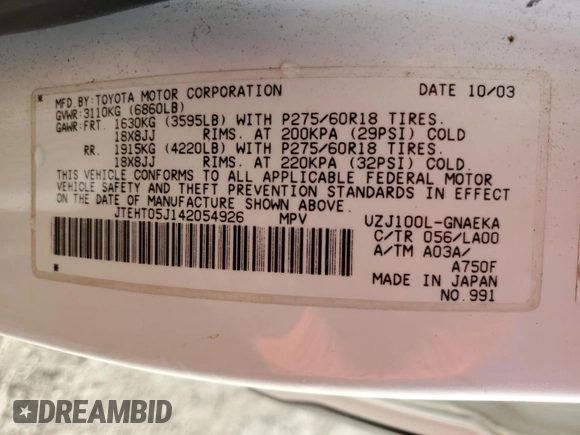 MFD. BY: TOYOTA MOTOR CORPORATION DATE 10/03
GVWR: 3110KG (6860LB)
GAWR: FRT. 1630KG (3595LB) WITH P275/60R18 TIRES.
18X8JJ RIMS. AT 200KPA (29PSI) COLD
RR. 1915KG (4220LB) WITH P275/60R18 TIRES.
18X8JJ RIMS. AT 220KPA (32PSI) COLD
THIS VEHICLE CONFORMS TO ALL APPLICABLE FEDERAL MOTOR
VEHICLE SAFETY AND THEFT PREVENTION STANDARDS IN EFFECT
ON THE DATE OF MANUFACTURE SHOWN ABOVE.
JTEHT05J142054926 MPV UZJ100L-GNAEKA
C/TR 056/LA00
A/TM A03A/
A750F
MADE IN JAPAN
NO.991
DREAMBID